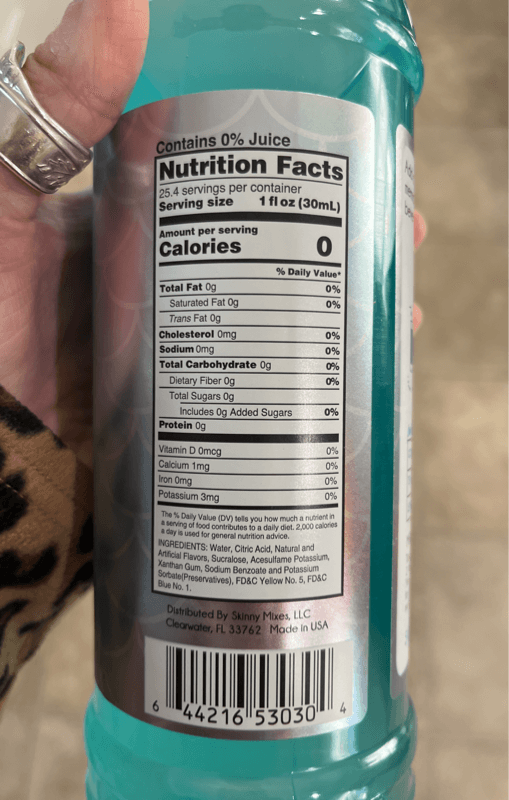 Contains 0% Juice
Nutrition Facts
25.4 servings per container
Serving size 1 fl oz (30mL)
Amount per serving
Calories 0
% Daily Value*
Total Fat 0g 0%
Saturated Fat 0g 0%
Trans Fat 0g
Cholesterol 0mg 0%
Sodium 0mg 0%
Total Carbohydrate 0g 0%
Dietary Fiber 0g 0%
Total Sugars 0g
Includes 0g Added Sugars 0%
Protein 0g
Vitamin D 0mcg 0%
Calcium 1mg 0%
Iron 0mg 0%
Potassium 3mg 0%
The % Daily Value (DV) tells you how much a nutrient in
a serving of food contributes to a daily diet. 2,000 calories
a day is used for general nutrition advice.
INGREDIENTS: Water, Citric Acid, Natural and
Artificial Flavors, Sucralose, Acesulfame Potassium,
Xanthan Gum, Sodium Benzoate and Potassium
Sorbate(Preservatives), FD&C Yellow No. 5, FD&C
Blue No. 1.
Distributed By Skinny Mixes, LLC
Clearwater, FL 33762 Made in USA
6 44216 53030 4